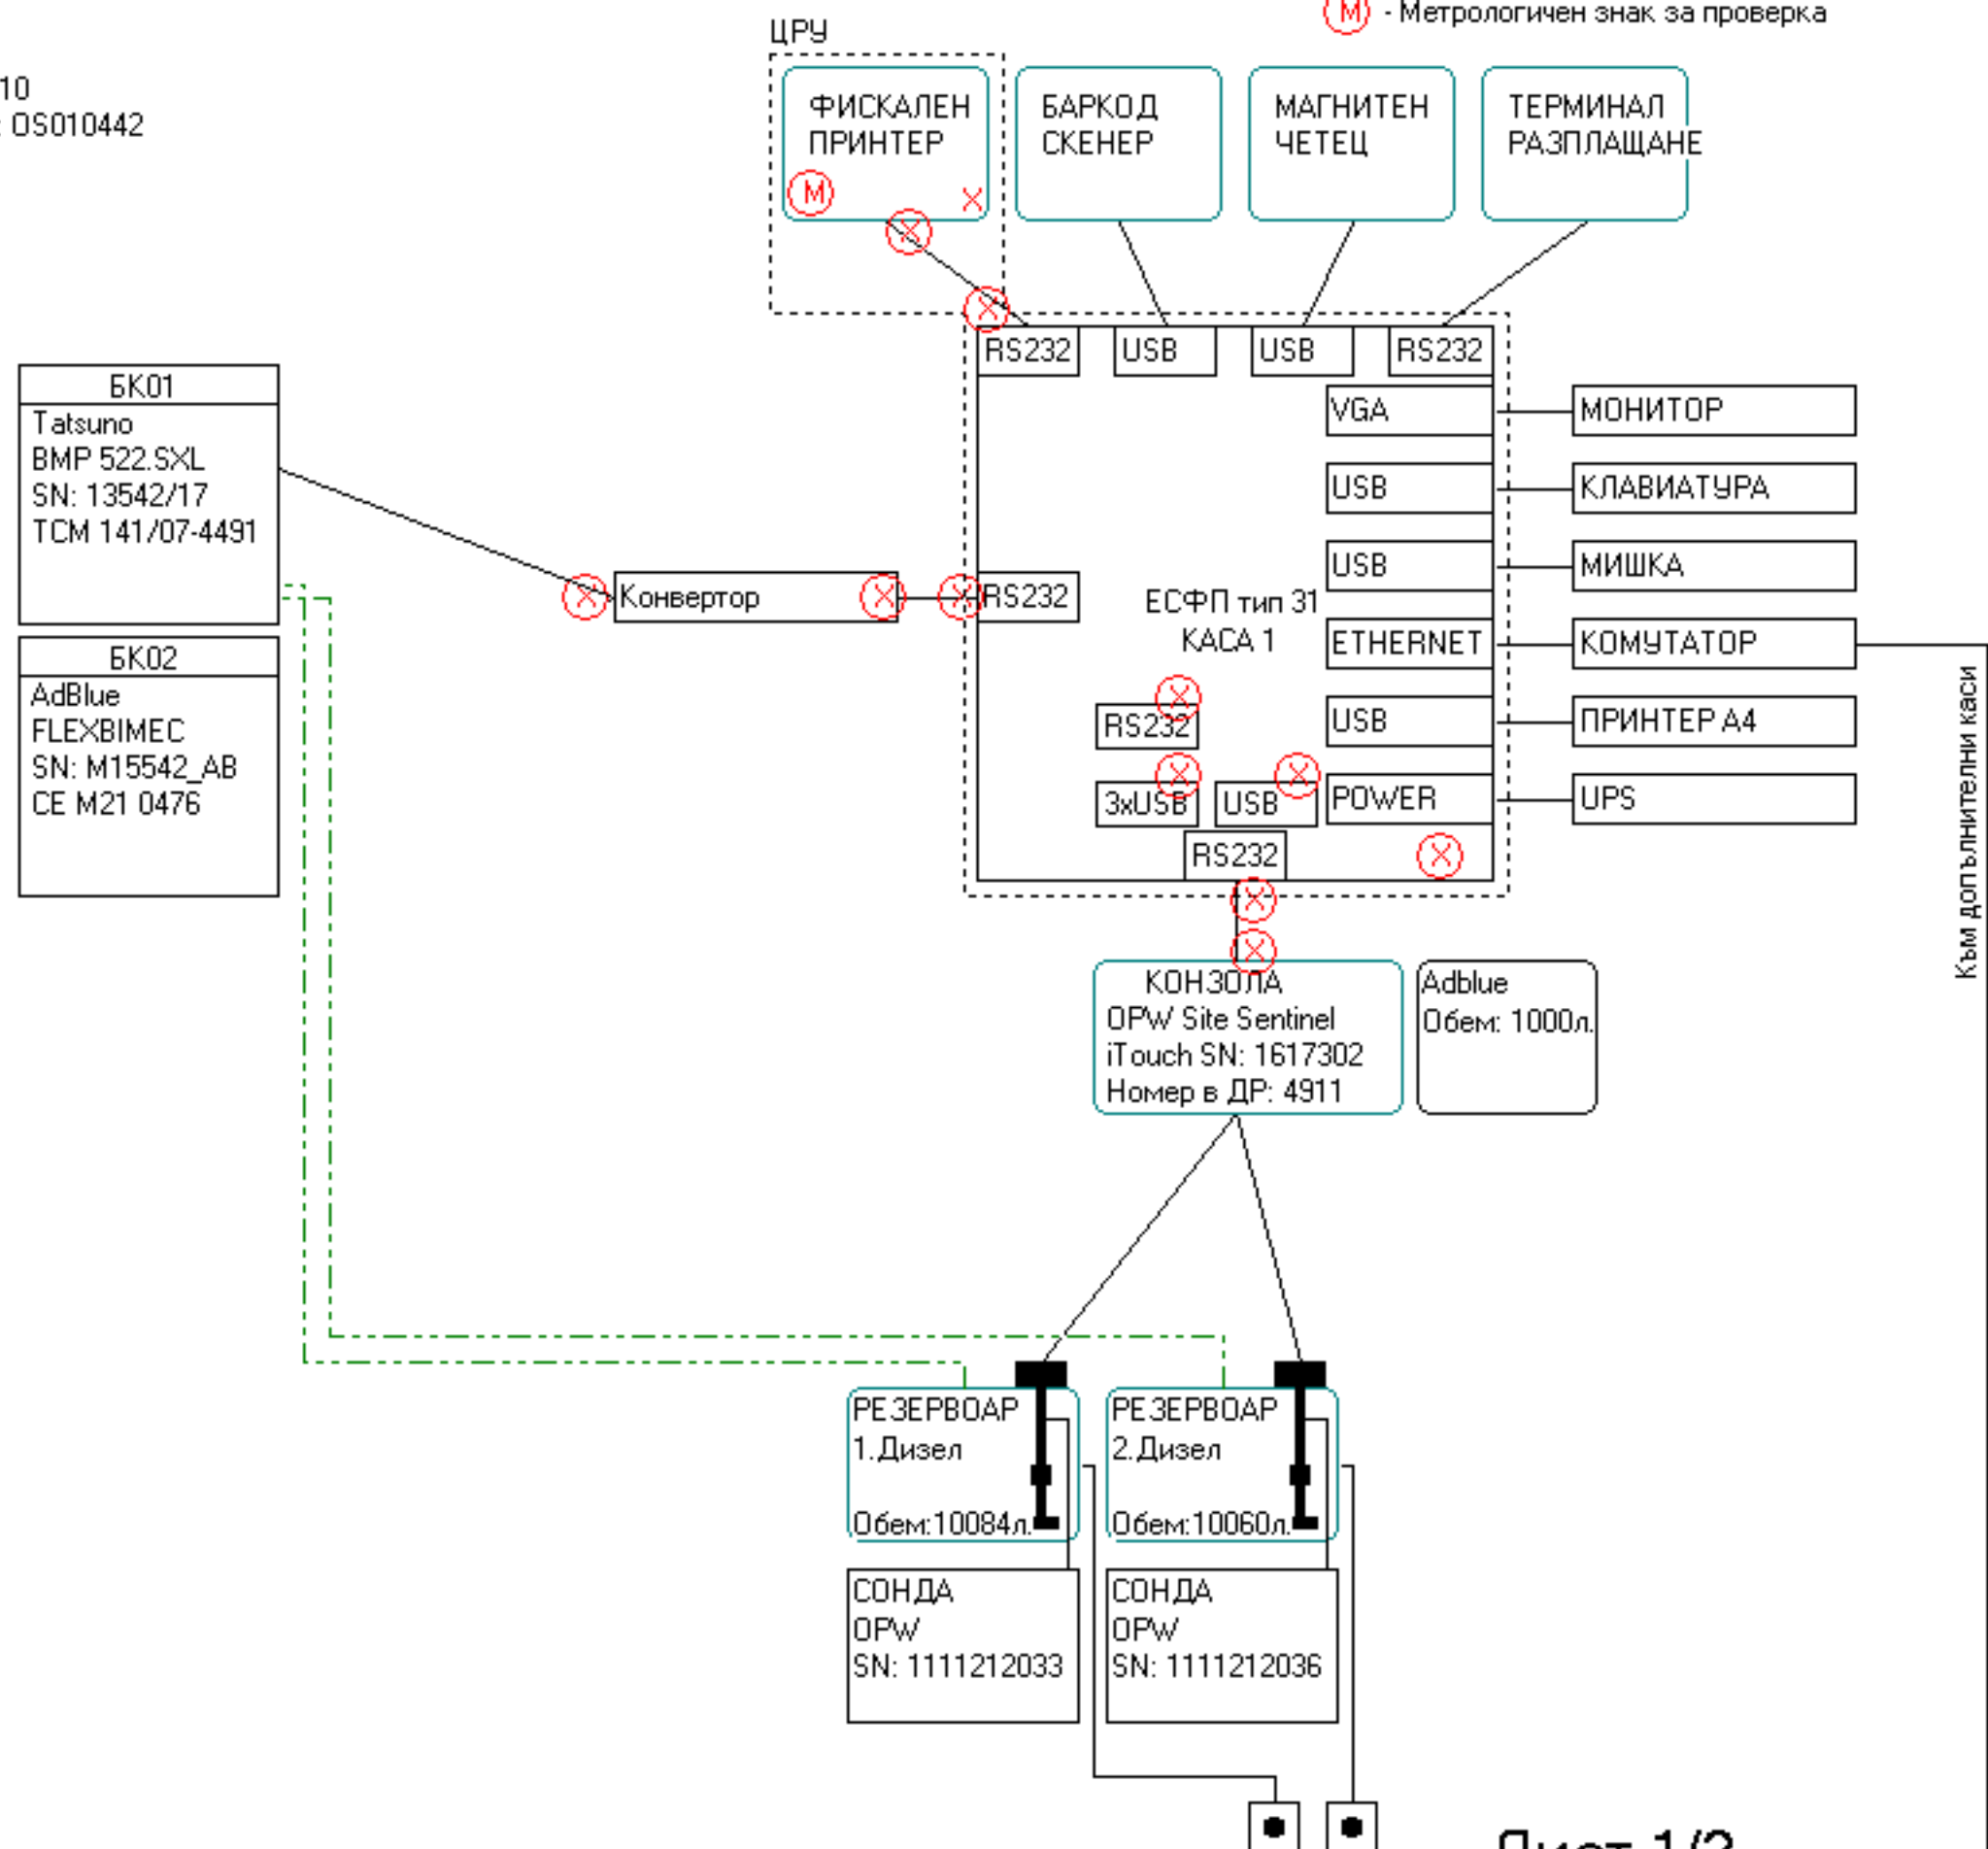 М - Метрологичен знак за проверка
ЦРУ
10
: OS010442
ФИСКАЛЕН
ПРИНТЕР
М
БАРКОД
СКЕНЕР
МАГНИТЕН
ЧЕТЕЦ
ТЕРМИНАЛ
РАЗПЛАЩАНЕ
RS232
USB
USB
RS232
БК01
Tatsuno
BMP 522.SXL
SN: 13542/17
TCM 141/07-4491
VGA
МОНИТОР
USB
КЛАВИАТУРА
USB
МИШКА
Конвертор
RS232
ЕСФП тип 31
КАСА 1
ETHERNET
КОМУТАТОР
БК02
AdBlue
FLEXBIMEC
SN: M15542_AB
CE M21 0476
RS232
USB
ПРИНТЕР А4
3xUSB
USB
POWER
UPS
RS232
Към допълнителни каси
КОНЗОЛА
OPW Site Sentinel
iTouch SN: 1617302
Номер в ДР: 4911
Adblue
Обем: 1000л.
РЕЗЕРВОАР
1.Дизел
Обем:10084л.
РЕЗЕРВОАР
2.Дизел
Обем:10060л.
СОНДА
OPW
SN: 1111212033
СОНДА
OPW
SN: 1111212036
Лист 1/2